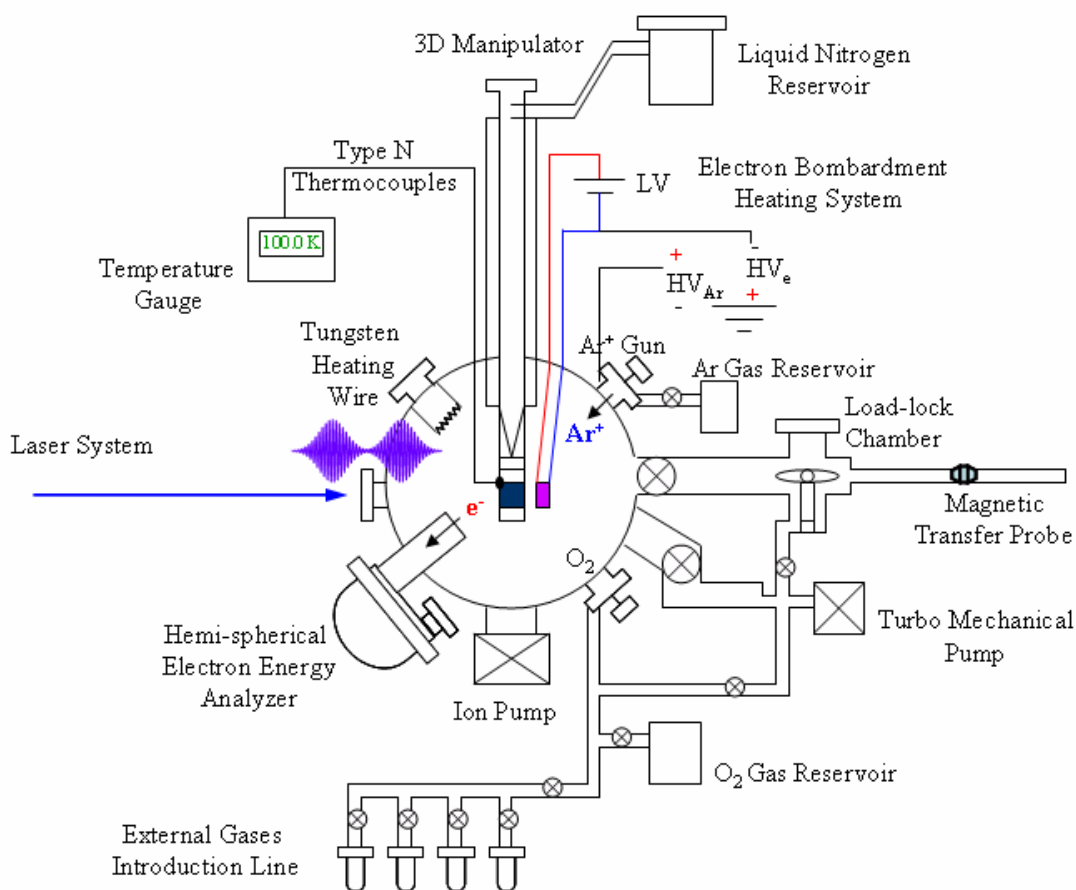 3D Manipulator
Liquid Nitrogen
Reservoir
Type N
Thermocouples
LV
Electron Bombardment
Heating System
100.0 K
Temperature
Gauge
+
-
HVAr
HVe
-
+
Tungsten
Heating
Wire
Ar+ Gun
Ar Gas Reservoir
Ar+
Load-lock
Chamber
Laser System
Magnetic
Transfer Probe
e-
O2
Hemi-spherical
Electron Energy
Analyzer
Ion Pump
Turbo Mechanical
Pump
O2 Gas Reservoir
External Gases
Introduction Line